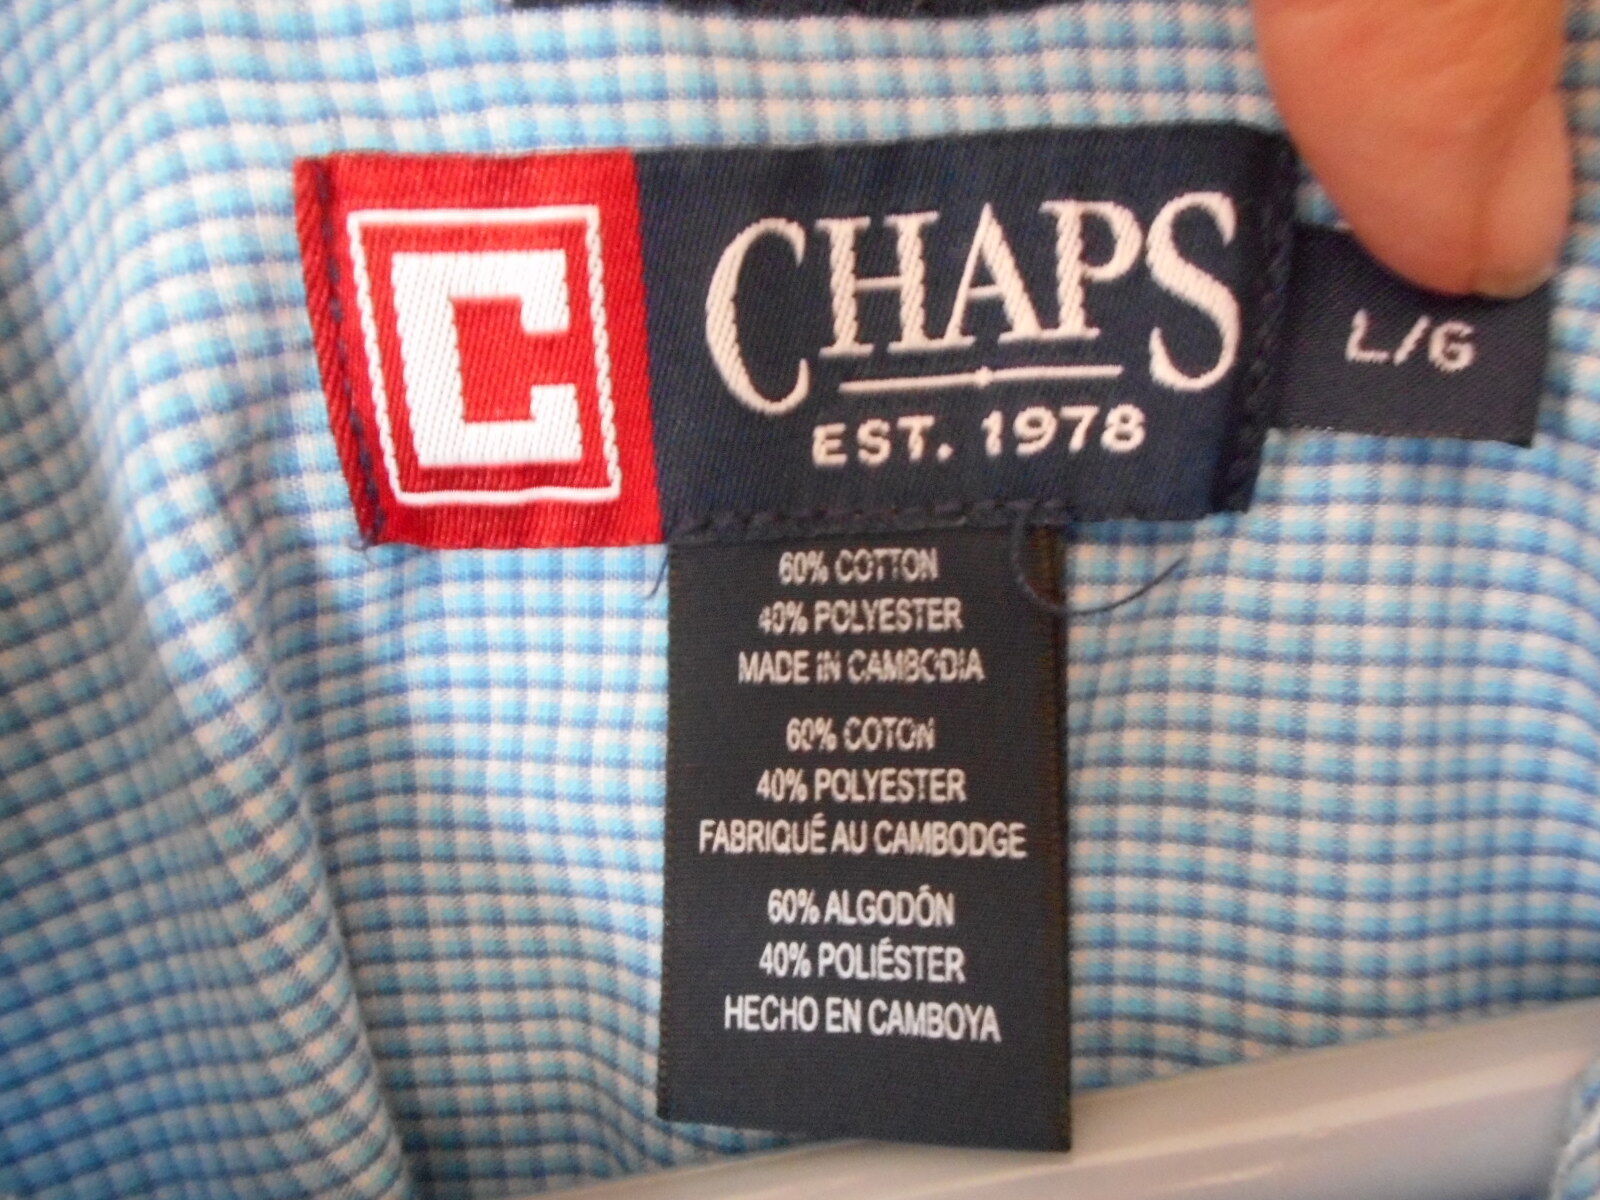 C
CHAPS
EST. 1978
L/G
60% COTTON
40% POLYESTER
MADE IN CAMBODIA
60% COTON
40% POLYESTER
FABRIQUÉ AU CAMBODGE
60% ALGODÓN
40% POLIÉSTER
HECHO EN CAMBOYA